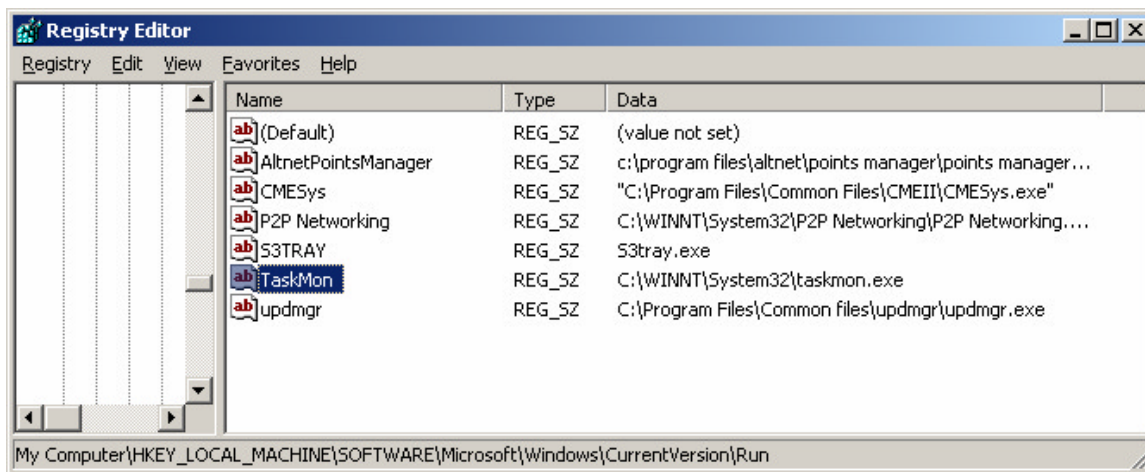 Registry Editor
Registry Edit View Favorites Help
Name Type Data
(Default) REG_SZ (value not set)
AltnetPointsManager REG_SZ c:\program files\altnet\points manager\points manager...
CMESys REG_SZ "C:\Program Files\Common Files\CMEII\CMESys.exe"
P2P Networking REG_SZ C:\WINNT\System32\P2P Networking\P2P Networking....
S3TRAY REG_SZ S3tray.exe
TaskMon REG_SZ C:\WINNT\System32\taskmon.exe
updmgr REG_SZ C:\Program Files\Common files\updmgr\updmgr.exe
My Computer\HKEY_LOCAL_MACHINE\SOFTWARE\Microsoft\Windows\CurrentVersion\Run